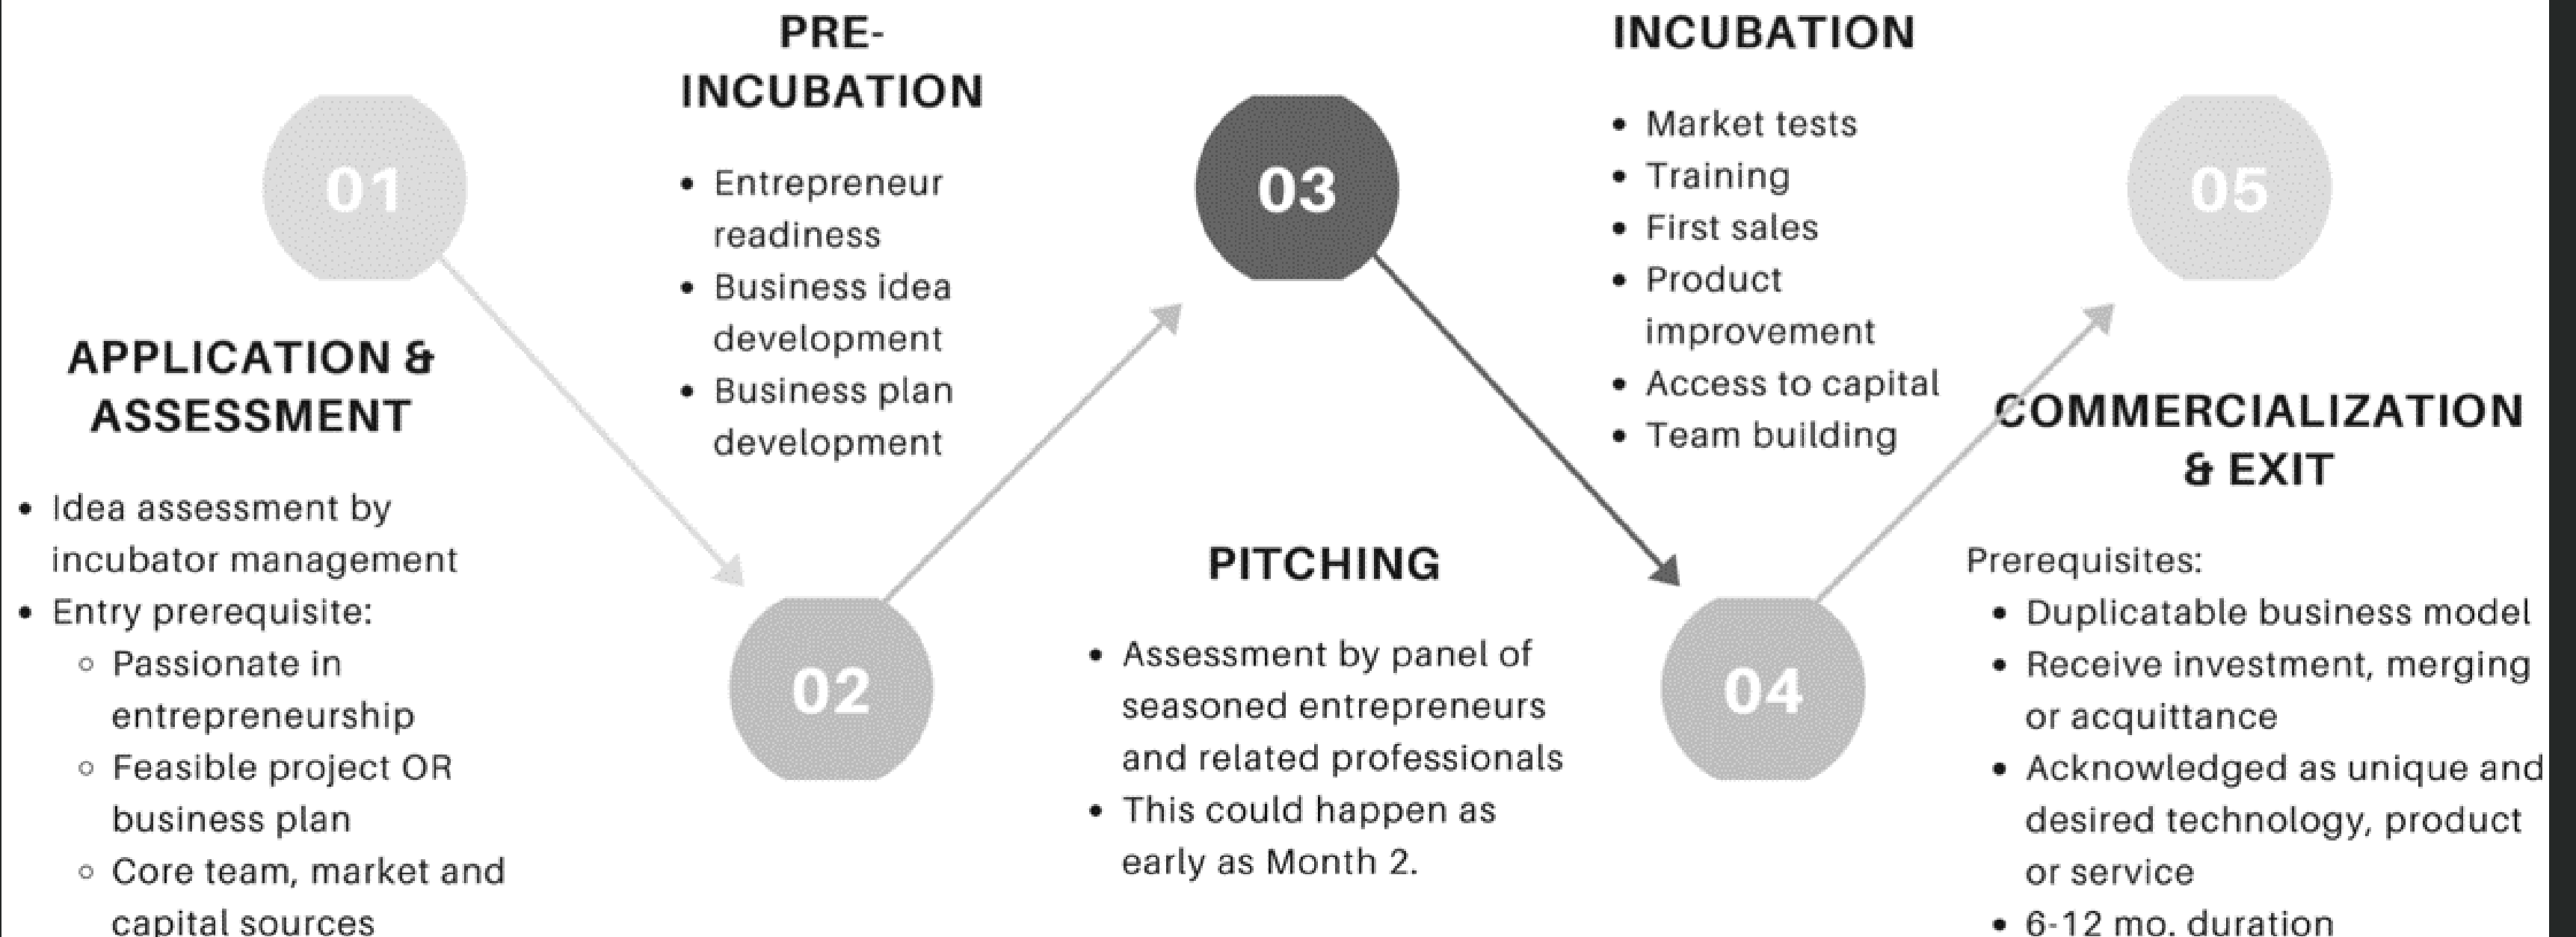 01
APPLICATION &
ASSESSMENT
• Idea assessment by
incubator management
• Entry prerequisite:
◦ Passionate in
entrepreneurship
◦ Feasible project OR
business plan
◦ Core team, market and
capital sources
PRE-
INCUBATION
• Entrepreneur
readiness
• Business idea
development
• Business plan
development
02
03
PITCHING
• Assessment by panel of
seasoned entrepreneurs
and related professionals
• This could happen as
early as Month 2.
INCUBATION
• Market tests
• Training
• First sales
• Product
improvement
• Access to capital
• Team building
04
05
COMMERCIALIZATION
& EXIT
Prerequisites:
• Duplicatable business model
• Receive investment, merging
or acquittance
• Acknowledged as unique and
desired technology, product
or service
• 6-12 mo. duration